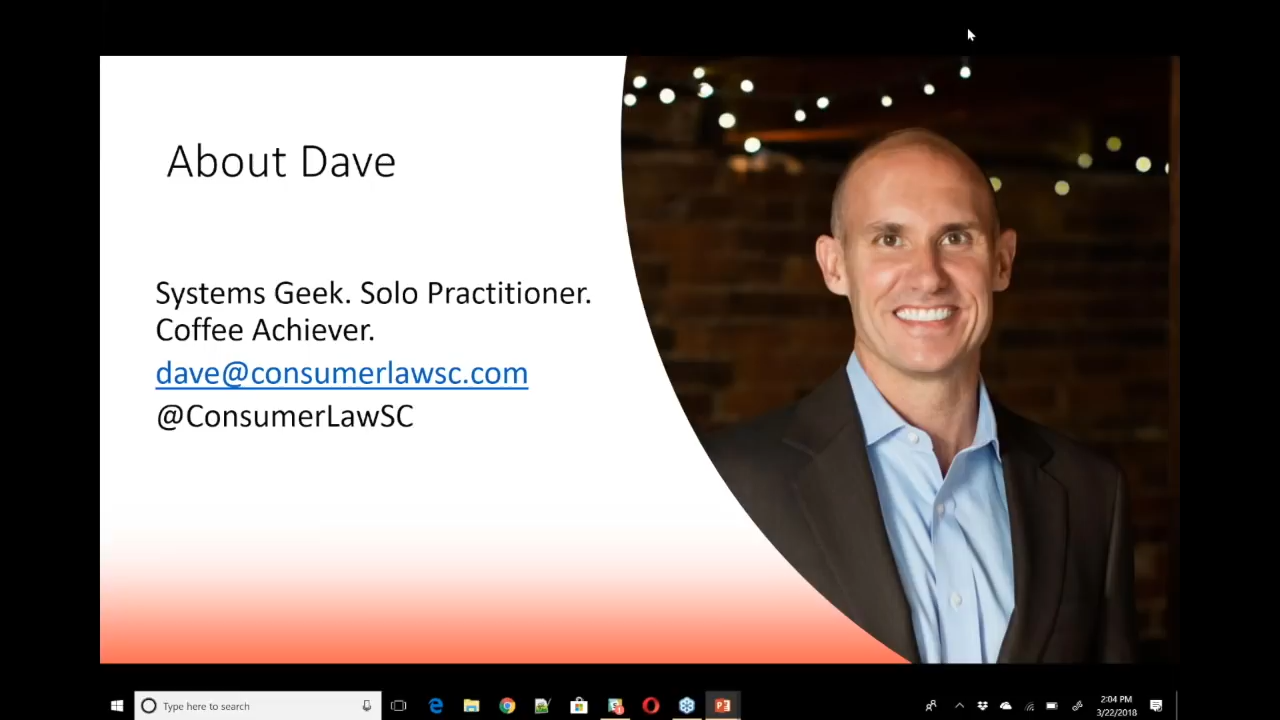 About Dave
Systems Geek. Solo Practitioner.
Coffee Achiever.
dave@consumerlawsc.com
@ConsumerLawSC
Type here to search
2:04 PM
3/22/2018